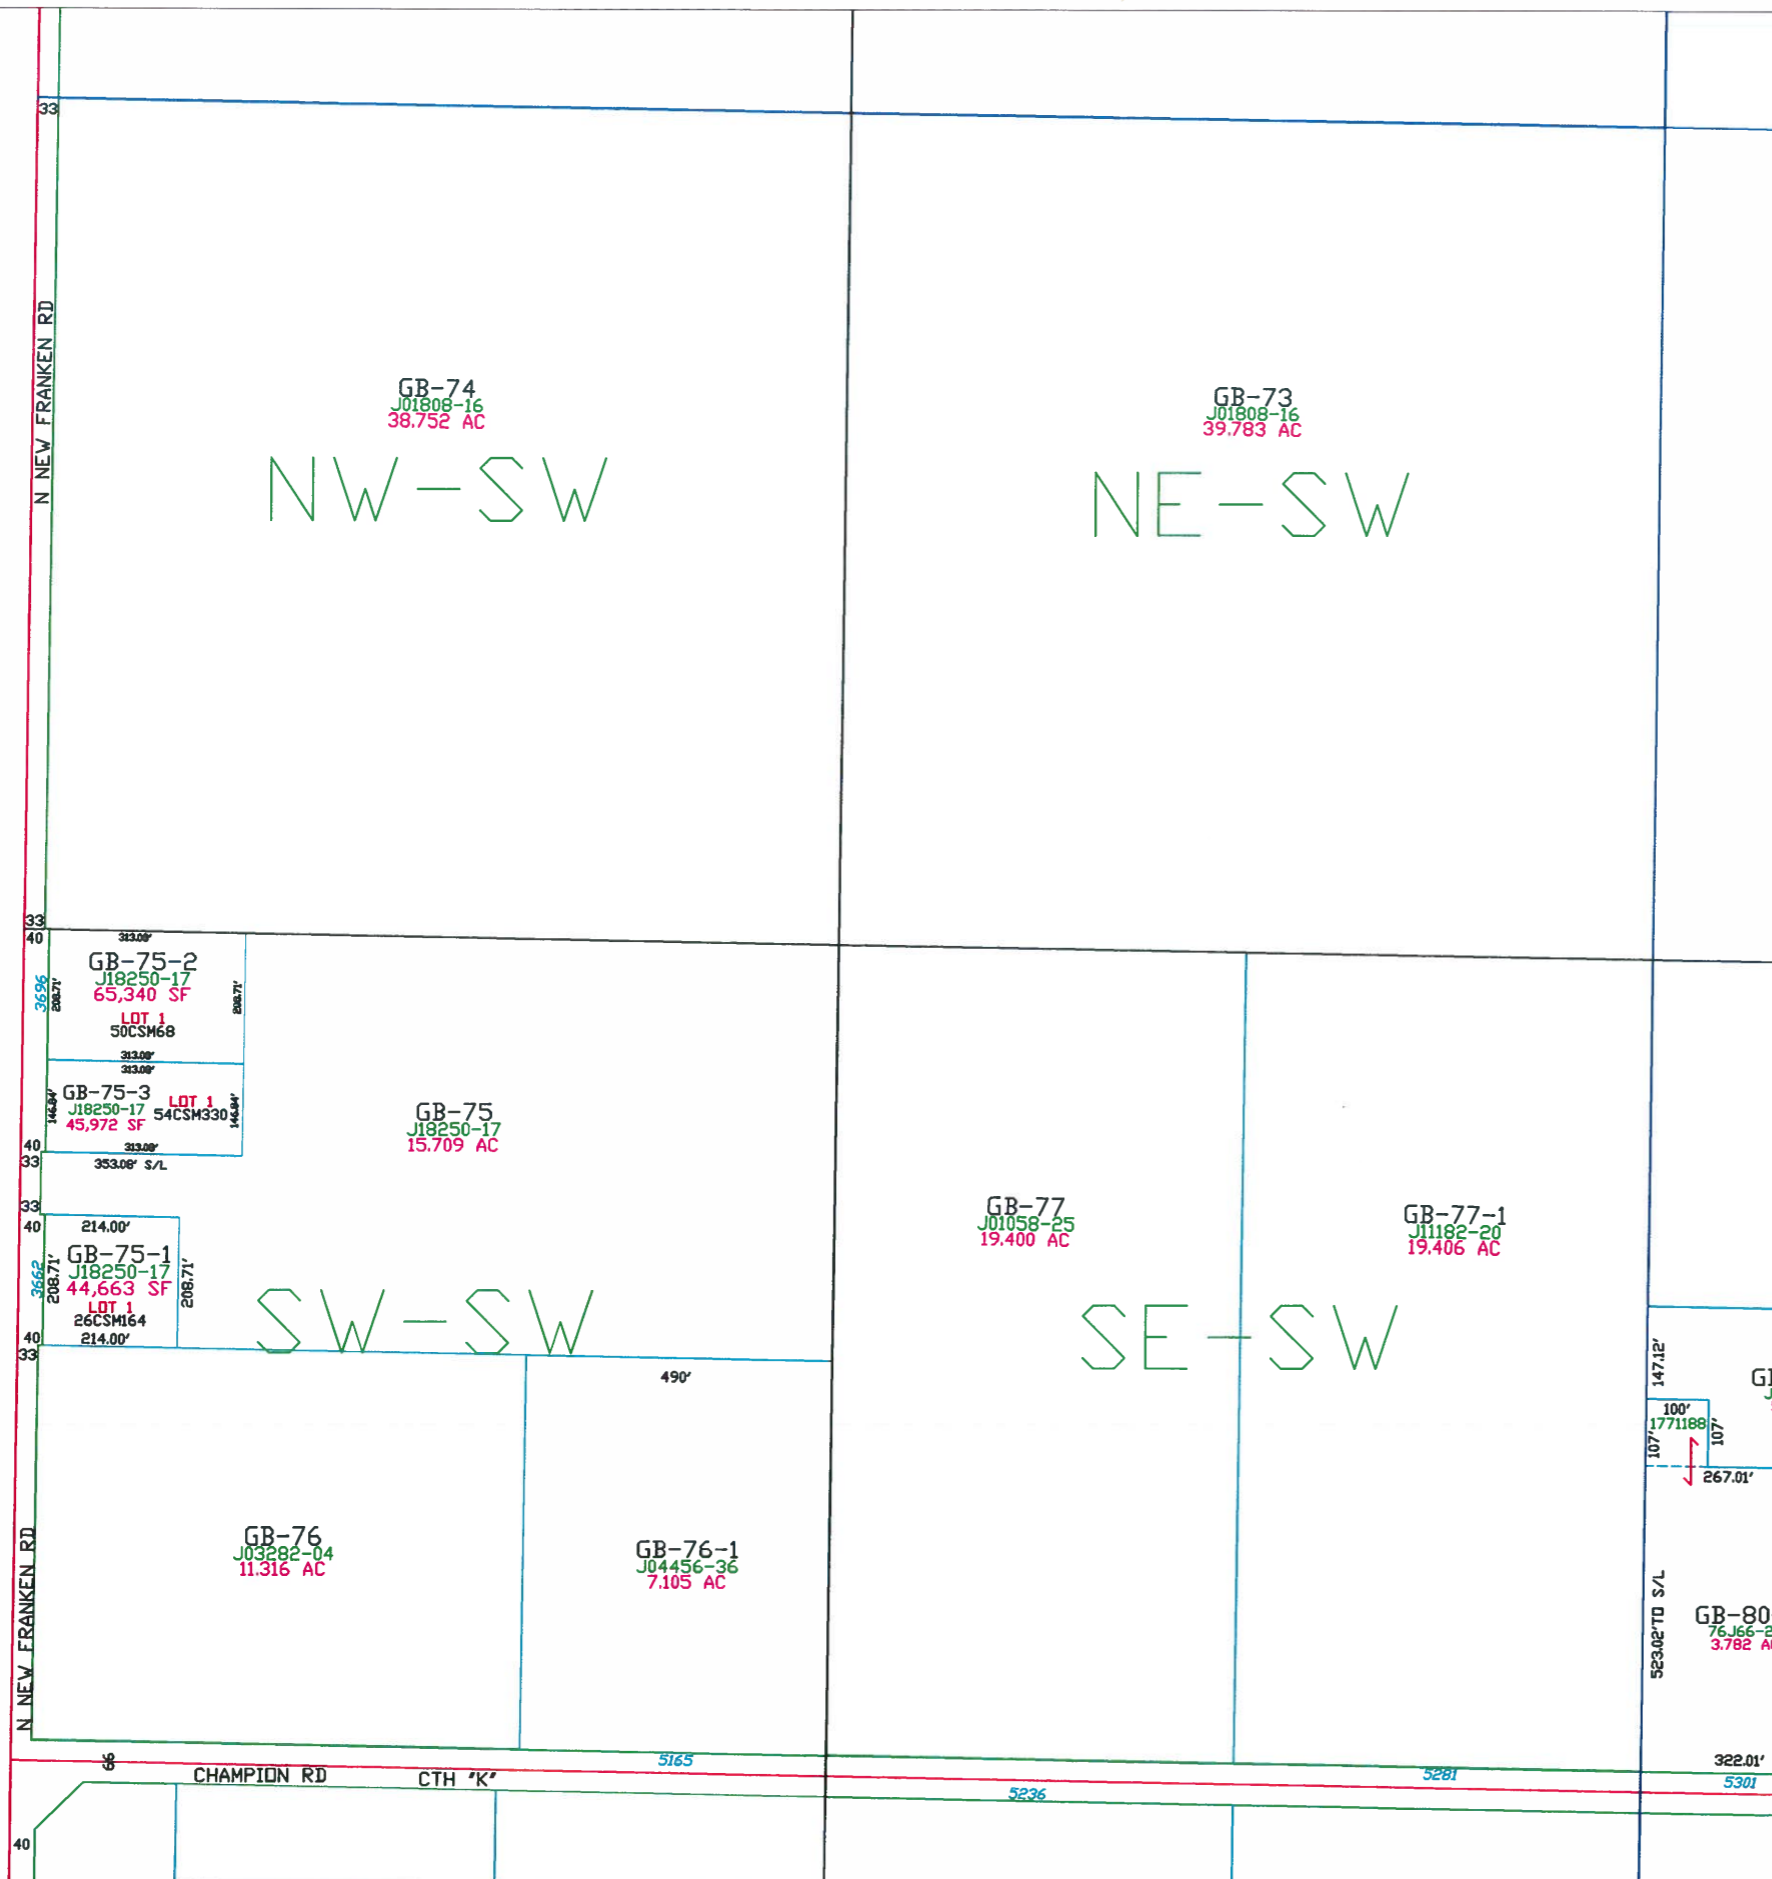 33
N NEW FRANKEN RD
GB-74
J01808-16
38.752 AC
NW-SW
GB-73
J01808-16
39.783 AC
NE-SW
33
40
313.08'
GB-75-2
J18250-17
65,340 SF
LOT 1
50CSM68
3696
208.71'
208.71'
313.08'
313.08'
GB-75-3
J18250-17
45,972 SF
LOT 1
54CSM330
146.84'
146.84'
40
313.08'
33
353.08' S/L
GB-75
J18250-17
15.709 AC
33
40
214.00'
GB-75-1
J18250-17
44,663 SF
LOT 1
26CSM164
214.00'
3662
208.71'
208.71'
40
33
SW-SW
490'
GB-77
J01058-25
19.400 AC
GB-77-1
J11182-20
19.406 AC
SE-SW
147.12'
100'
1771188
107'
107'
267.01'
GB-76
J03282-04
11.316 AC
GB-76-1
J04456-36
7.105 AC
N NEW FRANKEN RD
523.02'TO S/L
GB-80
76J66-2
3.782 A
66
CHAMPION RD
CTH "K"
5165
5236
5281
322.01'
5301
40